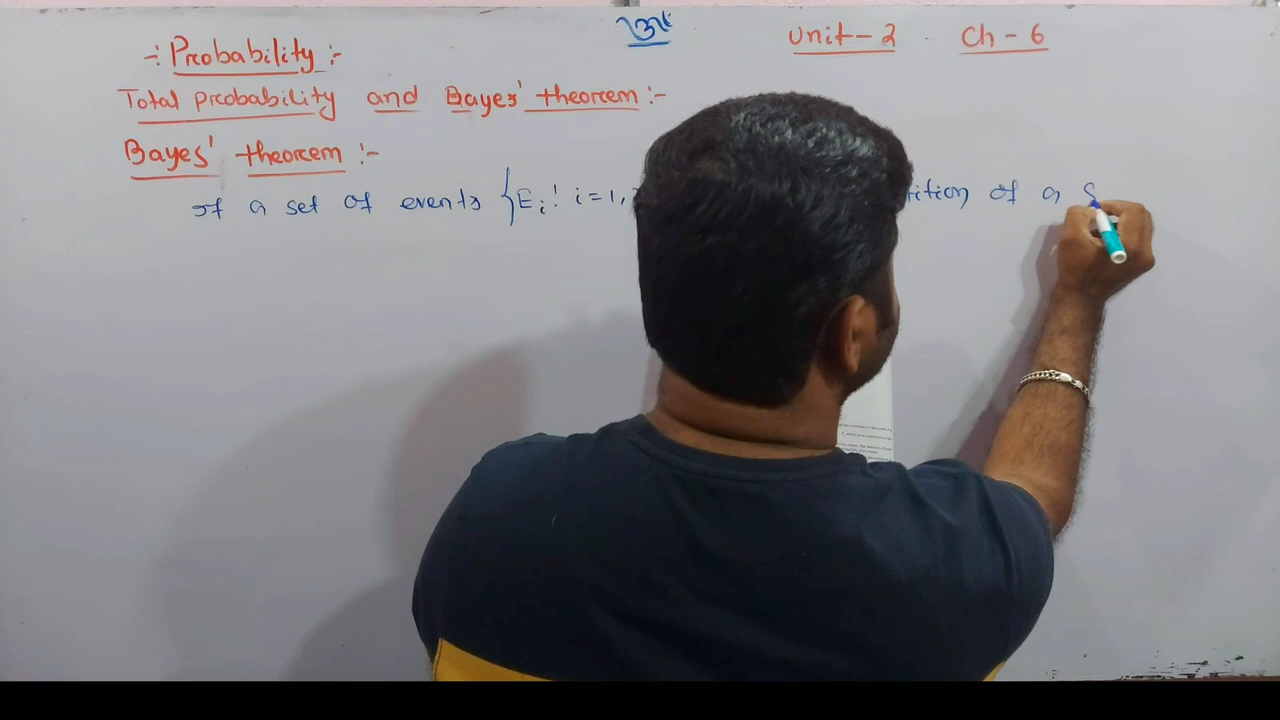 Unit - 2 Ch - 6
-: Probability :-
Total probability and Bayes' theorem :-
Bayes' theorem :-
If a set of events {Ei : i = 1, of a S